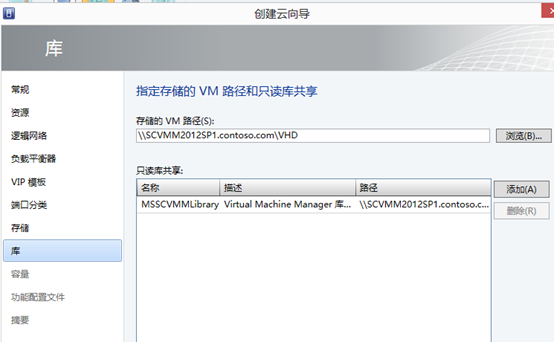 创建云向导
库
常规
资源
逻辑网络
负载平衡器
VIP 模板
端口分类
存储
库
容量
功能配置文件
摘要
指定存储的 VM 路径和只读库共享
存储的 VM 路径(S):
\\SCVMM2012SP1.contoso.com\VHD
浏览(B)...
只读库共享:
名称 描述 路径
MSSCVMMLibrary Virtual Machine Manager 库... \\SCVMM2012SP1.contoso.c...
添加(A)
删除(R)